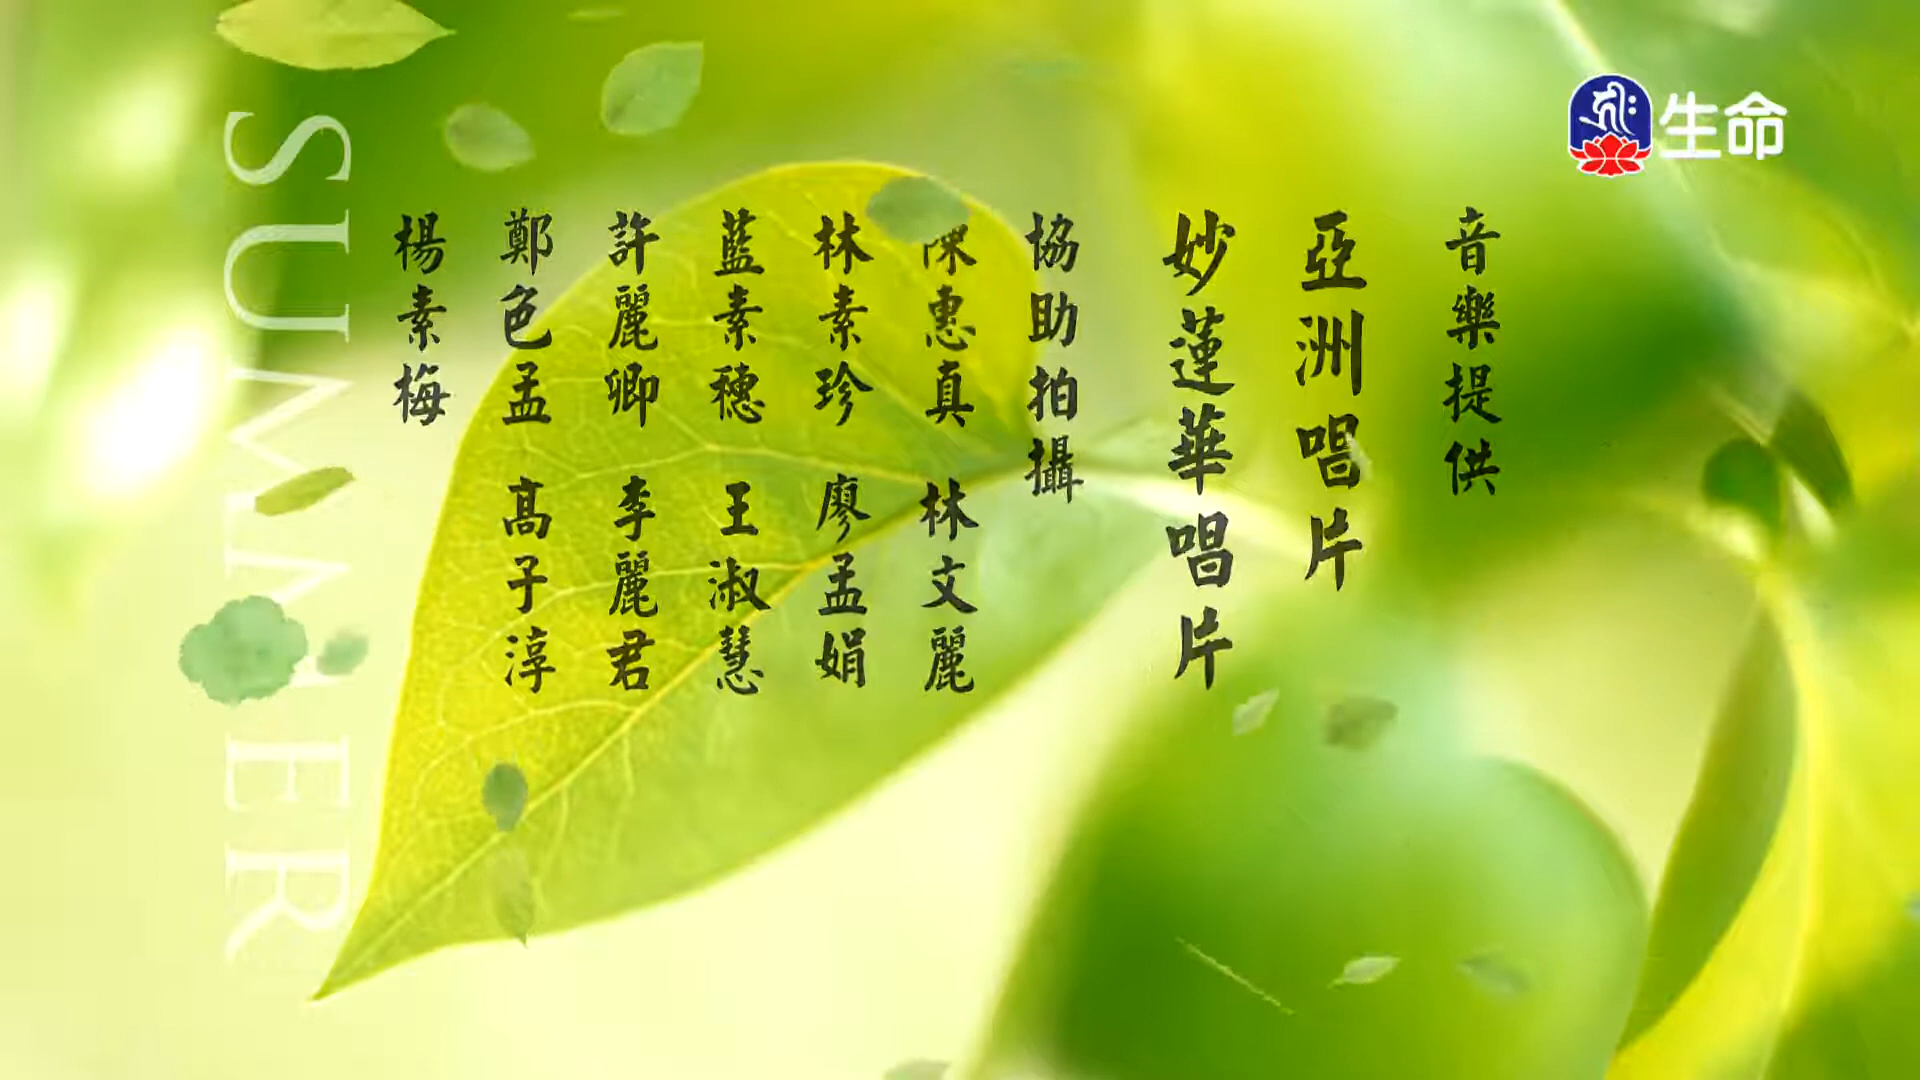 生命
音樂提供
亞洲唱片
妙蓮華唱片
協助拍攝
陳惠真 林文麗
林素珍 廖孟娟
藍素穗 王淑慧
許麗卿 李麗君
鄭色孟 高子淳
楊素梅
SUMMER